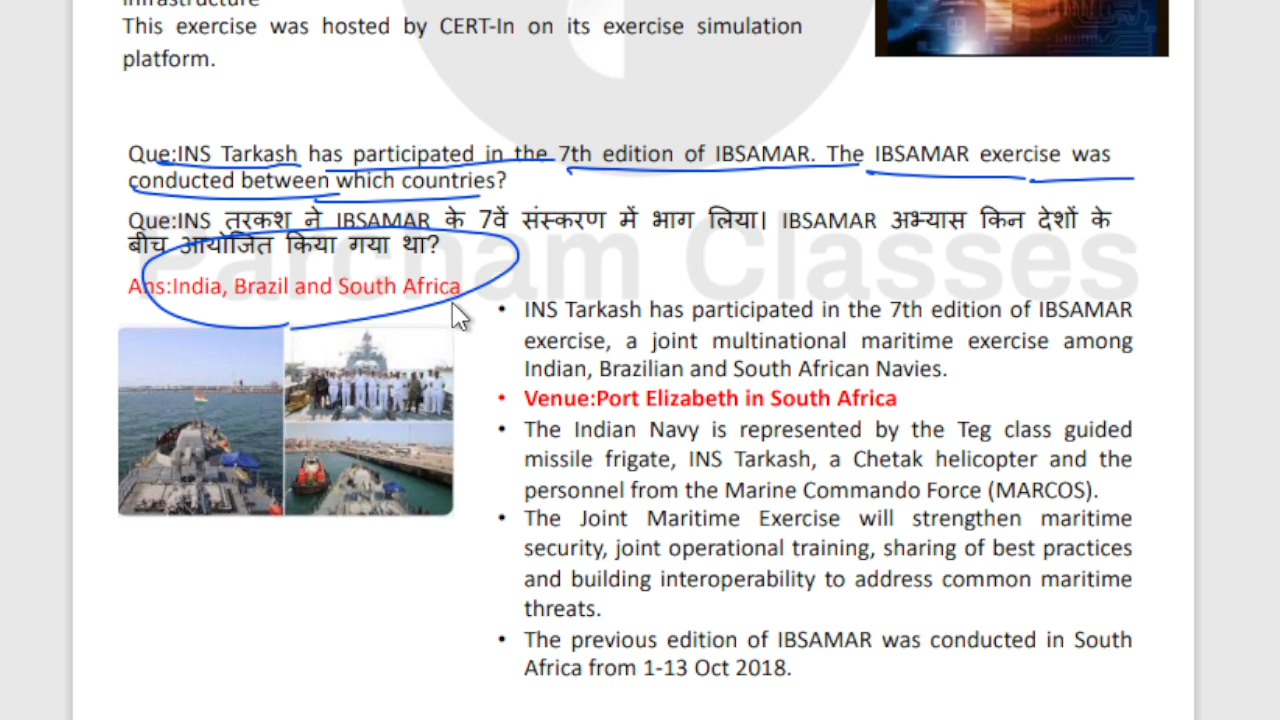 infrastructure
This exercise was hosted by CERT-In on its exercise simulation
platform.
Que:INS Tarkash has participated in the 7th edition of IBSAMAR. The IBSAMAR exercise was
conducted between which countries?
Que:INS तरकश ने IBSAMAR के 7वें संस्करण में भाग लिया| IBSAMAR अभ्यास किन देशों के
बीच आयोजित किया गया था?
Parcham Classes
Ans:India, Brazil and South Africa
• INS Tarkash has participated in the 7th edition of IBSAMAR
exercise, a joint multinational maritime exercise among
Indian, Brazilian and South African Navies.
• Venue:Port Elizabeth in South Africa
• The Indian Navy is represented by the Teg class guided
missile frigate, INS Tarkash, a Chetak helicopter and the
personnel from the Marine Commando Force (MARCOS).
• The Joint Maritime Exercise will strengthen maritime
security, joint operational training, sharing of best practices
and building interoperability to address common maritime
threats.
• The previous edition of IBSAMAR was conducted in South
Africa from 1-13 Oct 2018.